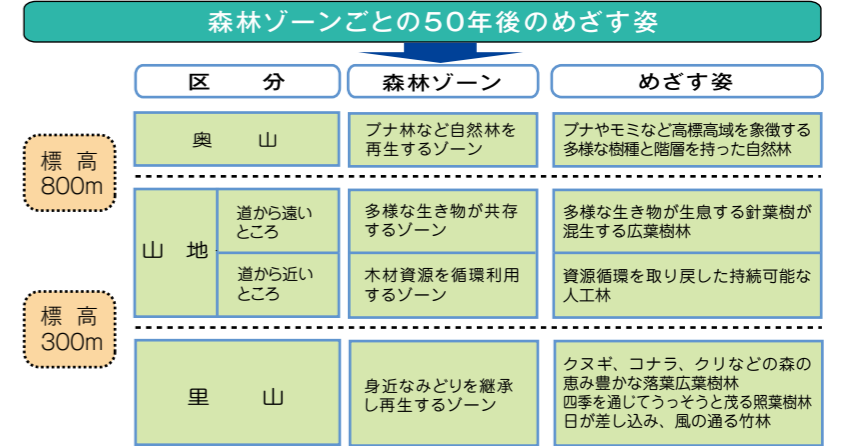 森林ゾーンごとの50年後のめざす姿
区 分
森林ゾーン
めざす姿
標 高
800m
奥 山
ブナ林など自然林を
再生するゾーン
ブナやモミなど高標高域を象徴する
多様な樹種と階層を持った自然林
山 地
道から遠い
ところ
多様な生き物が共存
するゾーン
多様な生き物が生息する針葉樹が
混生する広葉樹林
道から近い
ところ
木材資源を循環利用
するゾーン
資源循環を取り戻した持続可能な
人工林
標 高
300m
里 山
身近なみどりを継承
し再生するゾーン
クヌギ、コナラ、クリなどの森の
恵み豊かな落葉広葉樹林
四季を通じてうっそうと茂る照葉樹林
日が差し込み、風の通る竹林